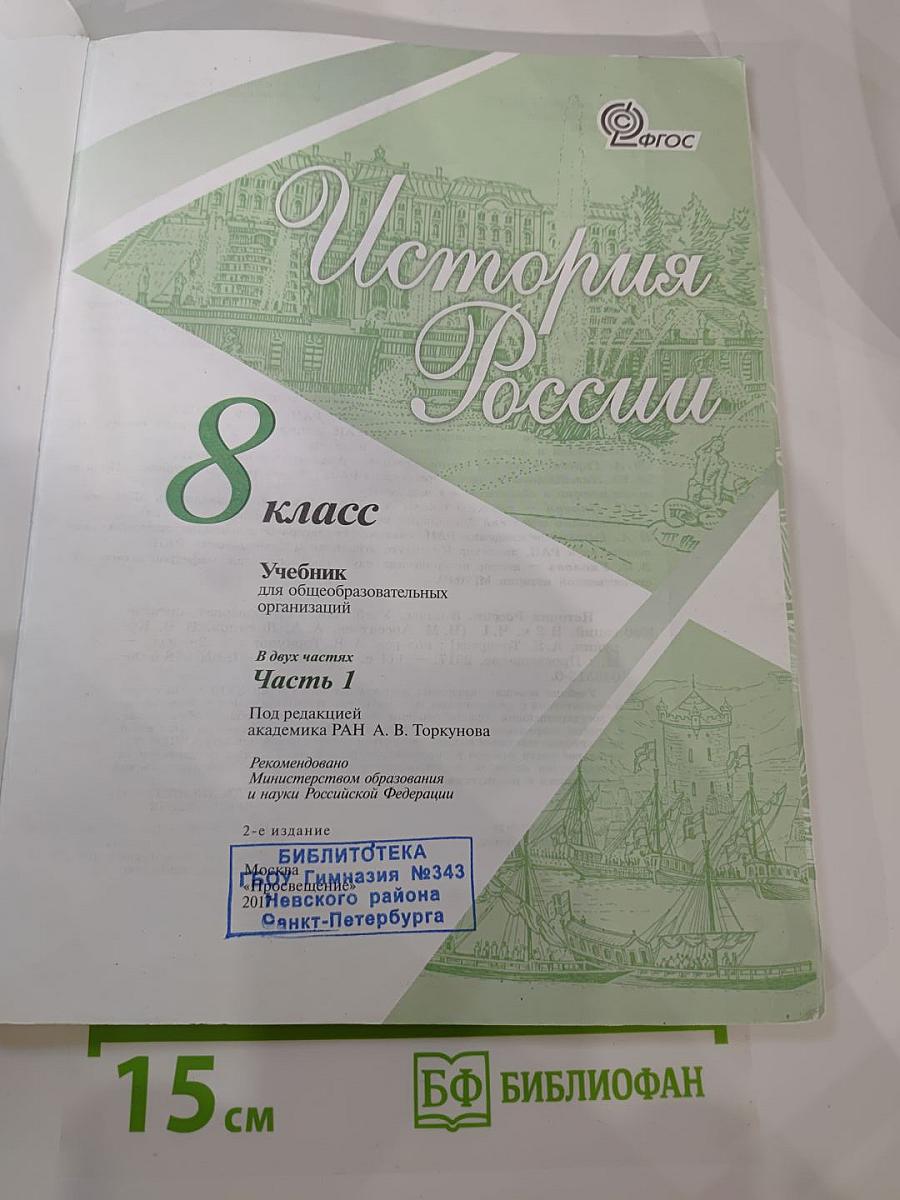 ФГОС
История
России
8 класс
Учебник
для общеобразовательных
организаций
В двух частях
Часть 1
Под редакцией
академика РАН А. В. Торкунова
Рекомендовано
Министерством образования
и науки Российской Федерации
2-е издание
Москва
«Просвещение»
2017
БИБЛИТОТЕКА
ГБОУ Гимназия №343
Невского района
Санкт-Петербурга
15 см
БФ БИБЛИОФАН